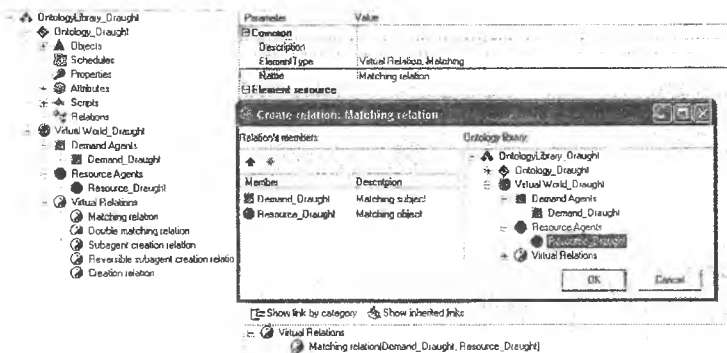 OntologyLibrary_Draught
Ontology_Draught
Objects
Schedules
Properties
Attributes
Scripts
Relations
Virtual World_Draught
Demand Agents
Demand_Draught
Resource Agents
Resource_Draught
Virtual Relations
Matching relation
Double matching relation
Subagent creation relation
Reversible subagent creation relatio
Creation relation
Parameter Value
Common
Description
ElementType Virtual Relation, Matching
Name Matching relation
Element resource
Create relation: Matching relation
Relation's members: Ontology library:
Member Description
Demand_Draught Matching subject
Resource_Draught Matching object
OntologyLibrary_Draught
Ontology_Draught
Virtual World_Draught
Demand Agents
Demand_Draught
Resource Agents
Resource_Draught
Virtual Relations
OK Cancel
Show link by category Show inherited links
Virtual Relations
Matching relation(Demand_Draught, Resource_Draught)